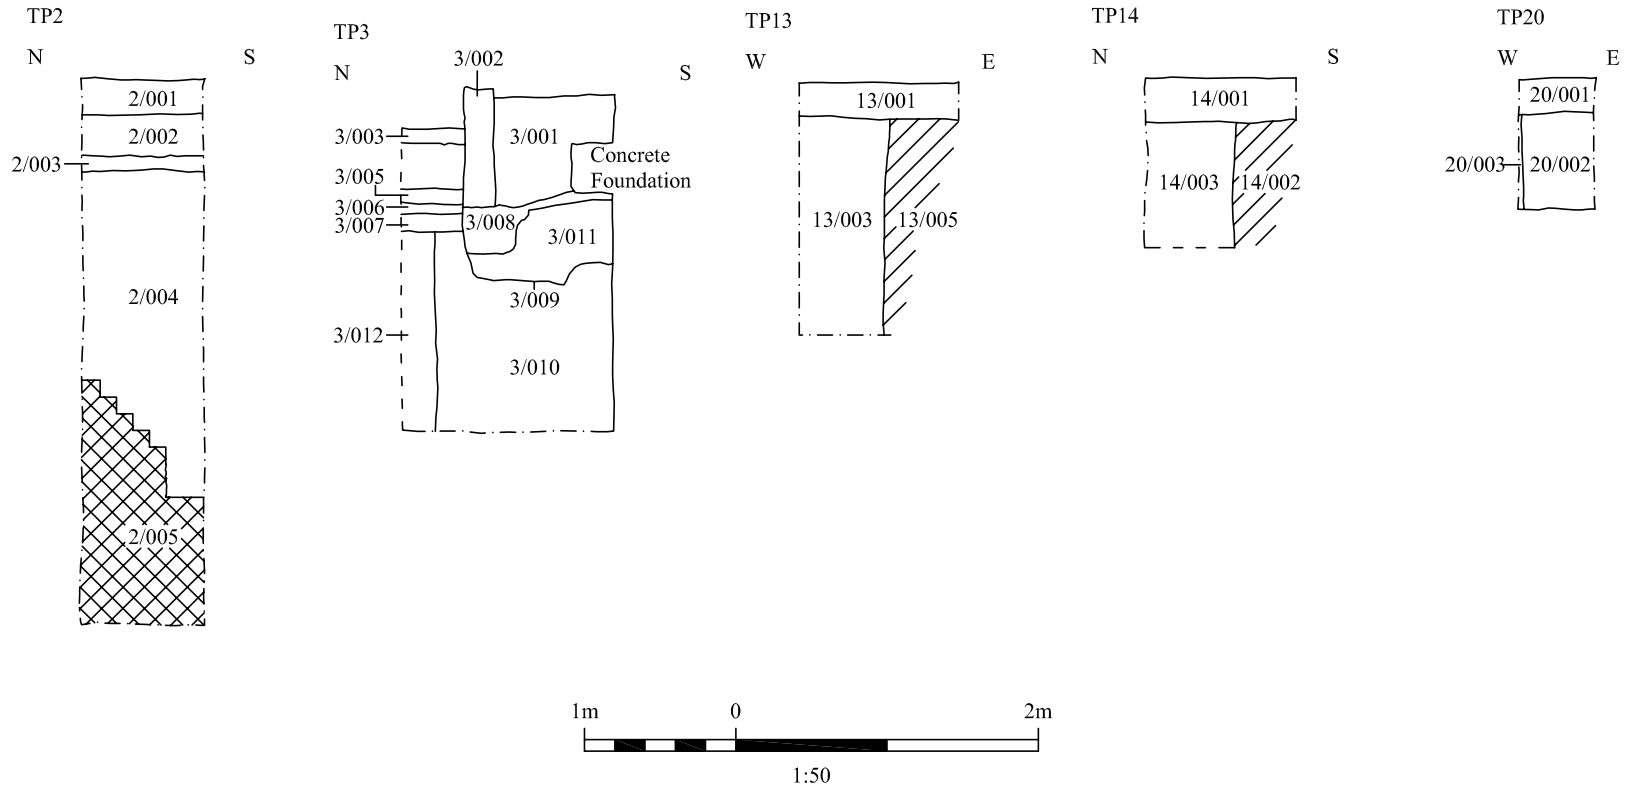 TP2
N S
2/001
2/002
2/003
2/004
2/005
TP3
3/002
N S
3/003
3/001
Concrete
Foundation
3/005
3/006
3/007
3/008
3/011
3/009
3/012
3/010
TP13
W E
13/001
13/003 13/005
TP14
N S
14/001
14/003 14/002
TP20
W E
20/001
20/003 20/002
1m 0 2m
1:50